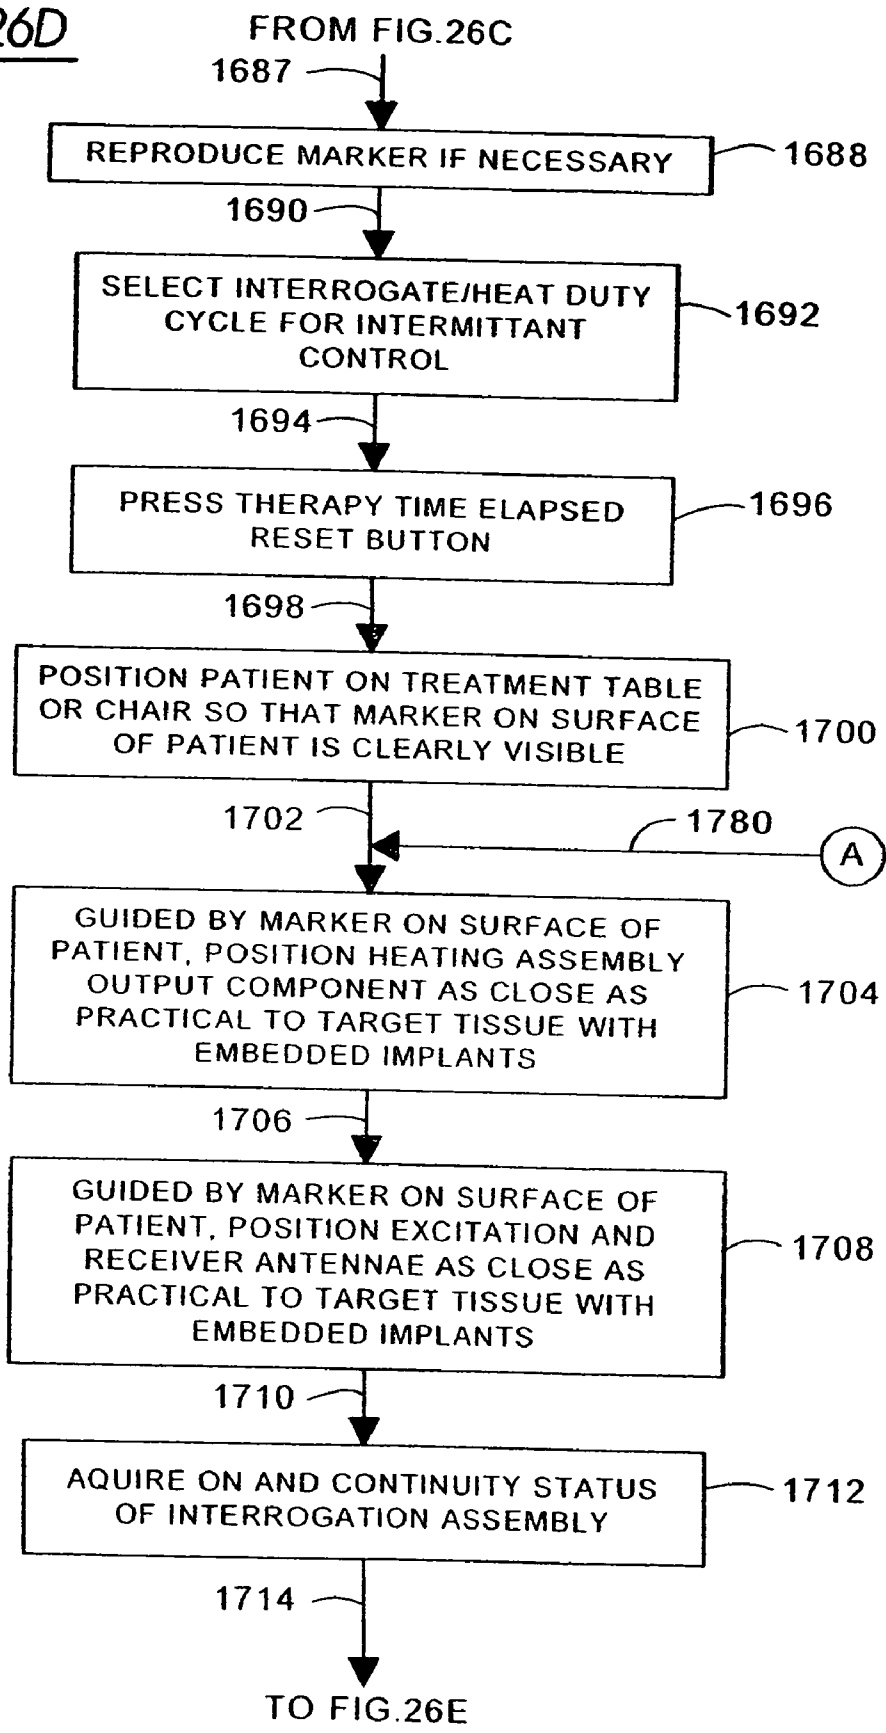 26D
FROM FIG.26C
1687
REPRODUCE MARKER IF NECESSARY
1688
1690
SELECT INTERROGATE/HEAT DUTY
CYCLE FOR INTERMITTANT
CONTROL
1692
1694
PRESS THERAPY TIME ELAPSED
RESET BUTTON
1696
1698
POSITION PATIENT ON TREATMENT TABLE
OR CHAIR SO THAT MARKER ON SURFACE
OF PATIENT IS CLEARLY VISIBLE
1700
1702
1780
A
GUIDED BY MARKER ON SURFACE OF
PATIENT, POSITION HEATING ASSEMBLY
OUTPUT COMPONENT AS CLOSE AS
PRACTICAL TO TARGET TISSUE WITH
EMBEDDED IMPLANTS
1704
1706
GUIDED BY MARKER ON SURFACE OF
PATIENT, POSITION EXCITATION AND
RECEIVER ANTENNAE AS CLOSE AS
PRACTICAL TO TARGET TISSUE WITH
EMBEDDED IMPLANTS
1708
1710
AQUIRE ON AND CONTINUITY STATUS
OF INTERROGATION ASSEMBLY
1712
1714
TO FIG.26E